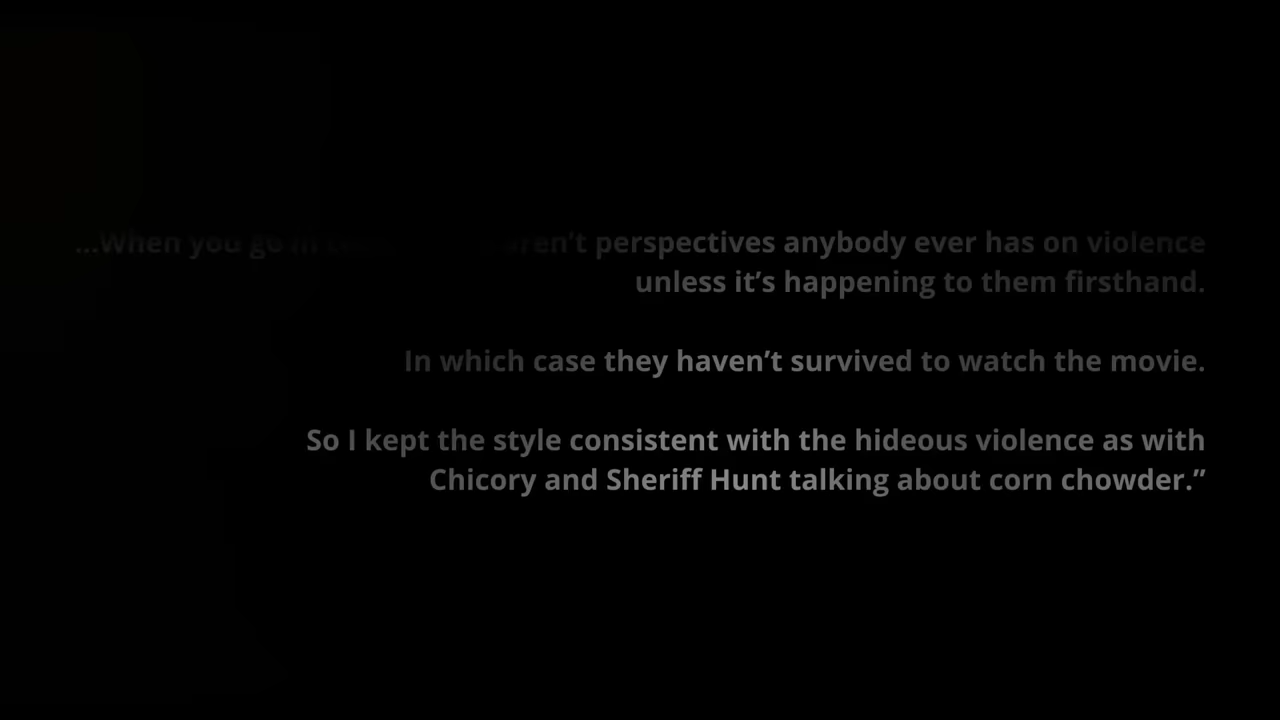 ...When you go in aren’t perspectives anybody ever has on violence
unless it’s happening to them firsthand.
In which case they haven’t survived to watch the movie.
So I kept the style consistent with the hideous violence as with
Chicory and Sheriff Hunt talking about corn chowder.”